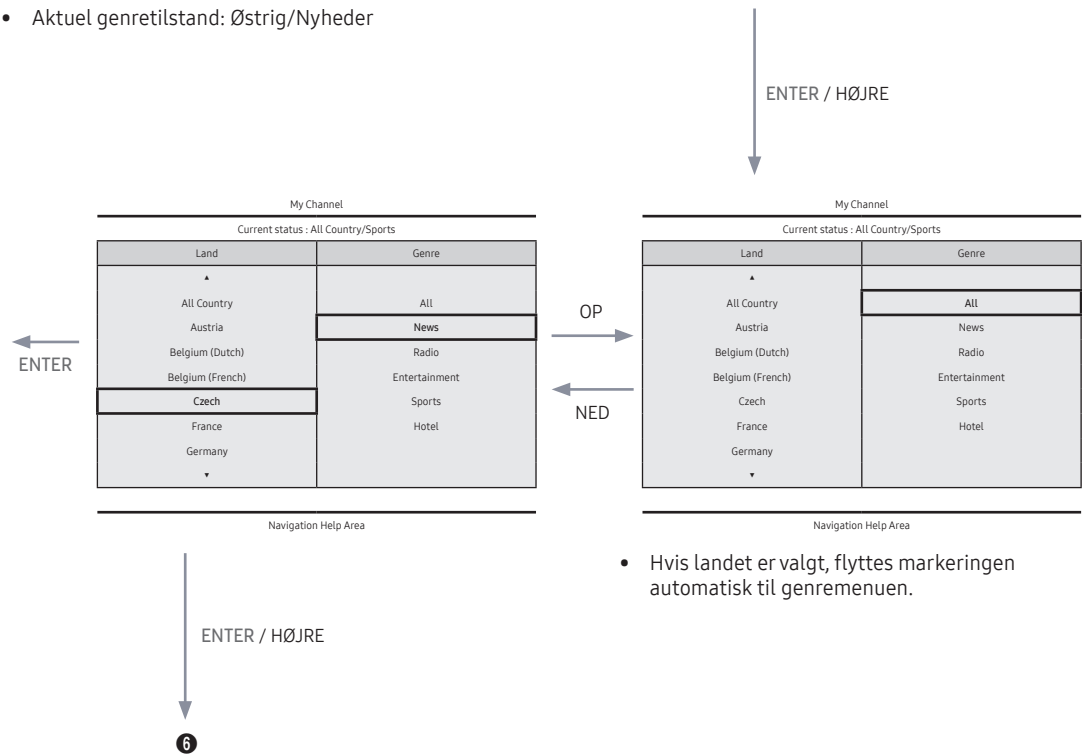 • Aktuel genretilstand: Østrig/Nyheder
ENTER / HØJRE
My Channel
Current status : All Country/Sports
Land Genre
▲
All Country All
Austria News
Belgium (Dutch) Radio
Belgium (French) Entertainment
Czech Sports
France Hotel
Germany
▼
Navigation Help Area
ENTER
OP
NED
My Channel
Current status : All Country/Sports
Land Genre
▲
All Country All
Austria News
Belgium (Dutch) Radio
Belgium (French) Entertainment
Czech Sports
France Hotel
Germany
▼
Navigation Help Area
• Hvis landet er valgt, flyttes markeringen
automatisk til genremenuen.
ENTER / HØJRE
❻